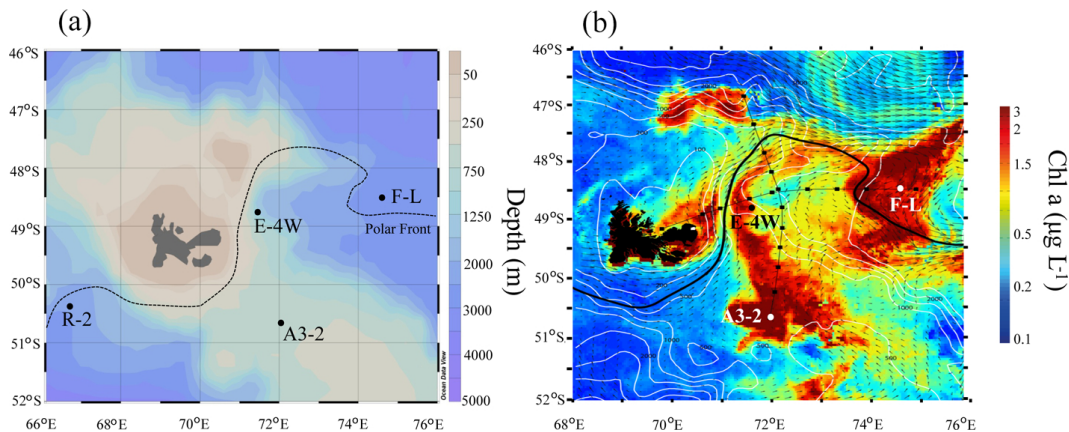 (a)
46°S
47°S
48°S
49°S
50°S
51°S
52°S
66°E
68°E
70°E
72°E
74°E
76°E
F-L
E-4W
Polar Front
R-2
A3-2
Ocean Data View
50
250
750
1250
2000
3000
4000
5000
Depth (m)
(b)
46°S
47°S
48°S
49°S
50°S
51°S
52°S
68°E
70°E
72°E
74°E
76°E
F-L
E-4W
A3-2
3
2
1.5
1
0.5
0.2
0.1
Chl a (µg L-1)